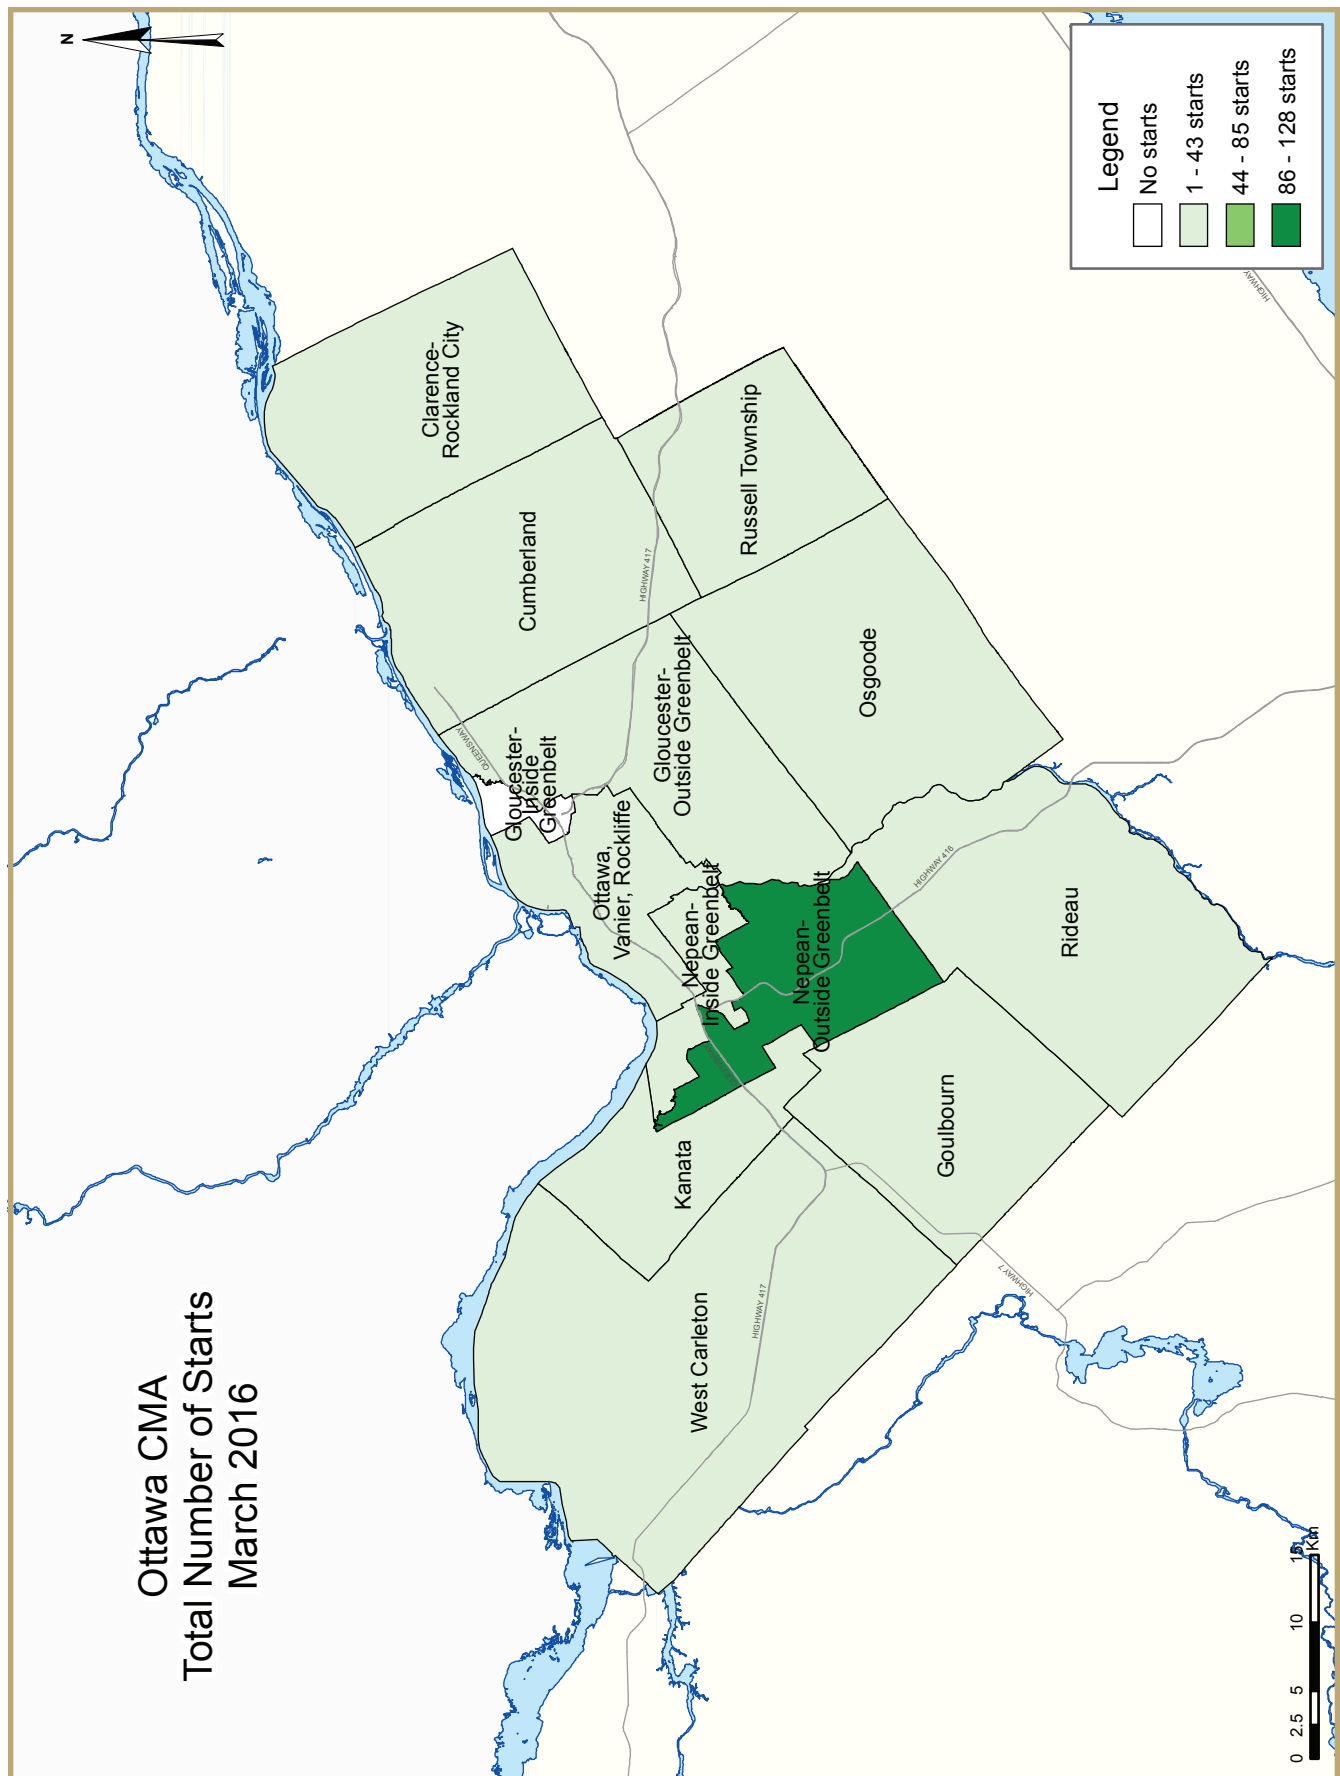 Ottawa CMA
Total Number of Starts
March 2016
N
West Carleton
Kanata
Goulbourn
Rideau
Nepean-
Inside Greenbelt
Nepean-
Outside Greenbelt
Ottawa,
Vanier, Rockliffe
Gloucester-
Inside
Greenbelt
Gloucester-
Outside Greenbelt
Osgoode
Cumberland
Russell Township
Clarence-
Rockland City
HIGHWAY 417
HIGHWAY 7
HIGHWAY 416
QUEENSWAY
HIGHWAY 417
HIGHWAY
Legend
No starts
1 - 43 starts
44 - 85 starts
86 - 128 starts
0 2.5 5 10 15
Km